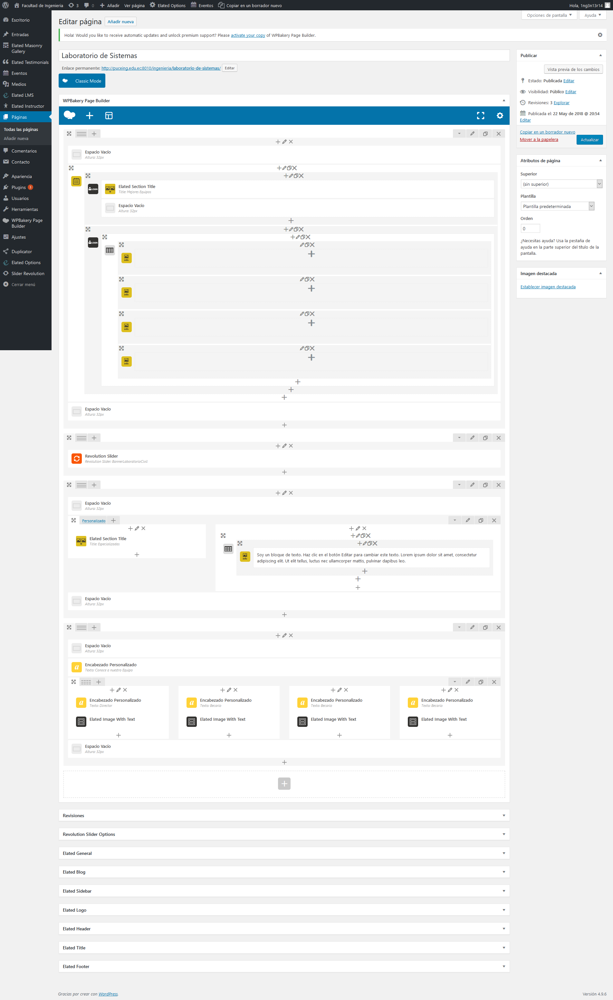 Facultad de Ingenieria 3 0 Añadir Ver página Elated Options Eventos Copiar en un borrador nuevo Hola, 1ng3n13r14
Escritorio
Entradas
Elated Masonry
Gallery
Elated Testimonials
Eventos
Medios
Elated LMS
Elated Instructor
Páginas
Todas las páginas
Añadir nueva
Comentarios
Contacto
Apariencia
Plugins 3
Usuarios
Herramientas
WPBakery Page
Builder
Ajustes
Duplicator
Elated Options
Slider Revolution
Cerrar menú
Opciones de pantalla Ayuda
Editar página Añadir nueva
Hola! Would you like to receive automatic updates and unlock premium support? Please activate your copy of WPBakery Page Builder.
Laboratorio de Sistemas
Enlace permanente: http://puceing.edu.ec:8010/ingenieria/laboratorio-de-sistemas/ Editar
Classic Mode
WPBakery Page Builder
Espacio Vacío
Altura: 32px
LOGIN
Elated Section Title
Title: Mejores Equipos
Espacio Vacío
Altura: 32px
LOGIN
info
info
info
info
Espacio Vacío
Altura: 32px
Revolution Slider
Revolution Slider: BannerLaboratorioCivil
Espacio Vacío
Altura: 32px
Personalizado
Elated Section Title
Title: Especializadas
info
Soy un bloque de texto. Haz clic en el botón Editar para cambiar este texto. Lorem ipsum dolor sit amet, consectetur
adipiscing elit. Ut elit tellus, luctus nec ullamcorper mattis, pulvinar dapibus leo.
Espacio Vacío
Altura: 32px
Espacio Vacío
Altura: 32px
a
Encabezado Personalizado
Texto: Conoce a nuestro Equipo
a Encabezado Personalizado a Encabezado Personalizado a Encabezado Personalizado a Encabezado Personalizado
Texto: Director Texto: Becario Texto: Becario Texto: Becario
Elated Image With Text Elated Image With Text Elated Image With Text Elated Image With Text
Espacio Vacío
Altura: 32px
Revisiones
Revolution Slider Options
Elated General
Elated Blog
Elated Sidebar
Elated Logo
Elated Header
Elated Title
Elated Footer
Publicar
Vista previa de los cambios
Estado: Publicada Editar
Visibilidad: Público Editar
Revisiones: 3 Explorar
Publicada el: 22 May de 2018 @ 20:54
Editar
Copiar en un borrador nuevo
Mover a la papelera Actualizar
Atributos de página
Superior
(sin superior)
Plantilla
Plantilla predeterminada
Orden
0
¿Necesitas ayuda? Usa la pestaña de
ayuda en la parte superior del título de la
pantalla.
Imagen destacada
Establecer imagen destacada
Gracias por crear con WordPress. Versión 4.9.6